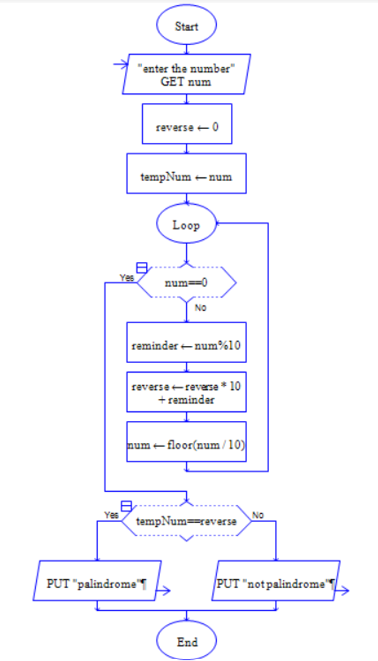 Start
"enter the number"
GET num
reverse ← 0
tempNum ← num
Loop
Yes
num==0
No
reminder ← num%10
reverse ← reverse * 10
+ reminder
num ← floor(num / 10)
Yes
tempNum==reverse
No
PUT "palindrome"¶
PUT "not palindrome"¶
End